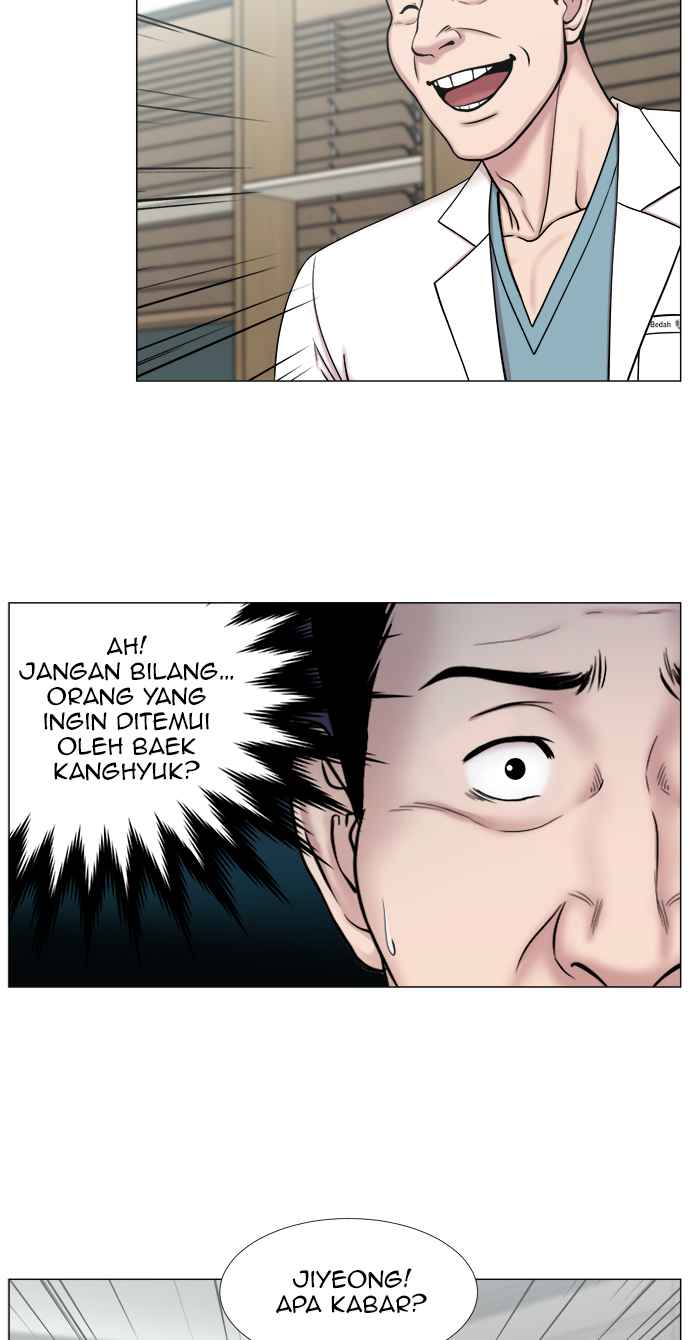 Bedah
AH!
JANGAN BILANG...
ORANG YANG
INGIN DITEMUI
OLEH BAEK
KANGHYUK?
JIYEONG!
APA KABAR?